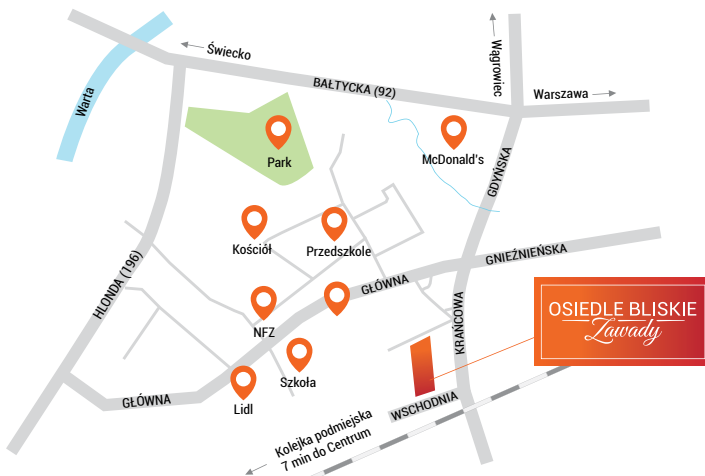 Świecko
Wągrowiec
Warszawa
BAŁTYCKA (92)
Warta
Park
McDonald's
GDYŃSKA
Kościół
Przedszkole
GNIEŹNIEŃSKA
HLONDA (196)
GŁÓWNA
OSIEDLE BLISKIE
Zawady
NFZ
KRAŃCOWA
Szkoła
Lidl
GŁÓWNA
WSCHODNIA
Kolejka podmiejska
7 min do Centrum